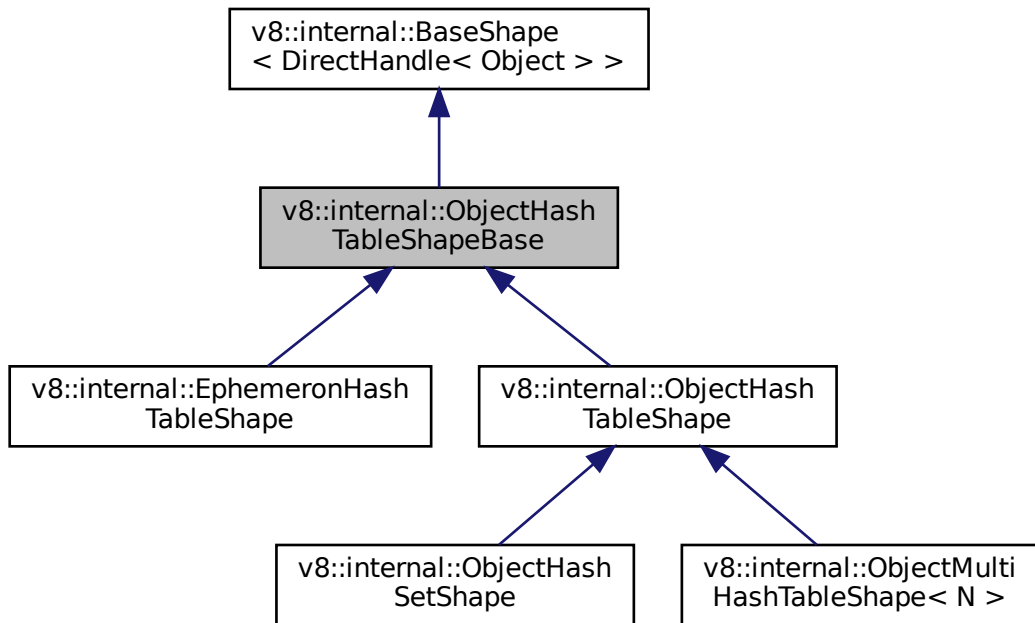 v8::internal::BaseShape
< DirectHandle< Object > >
v8::internal::ObjectHash
TableShapeBase
v8::internal::EphemeronHash
TableShape
v8::internal::ObjectHash
TableShape
v8::internal::ObjectHash
SetShape
v8::internal::ObjectMulti
HashTableShape< N >